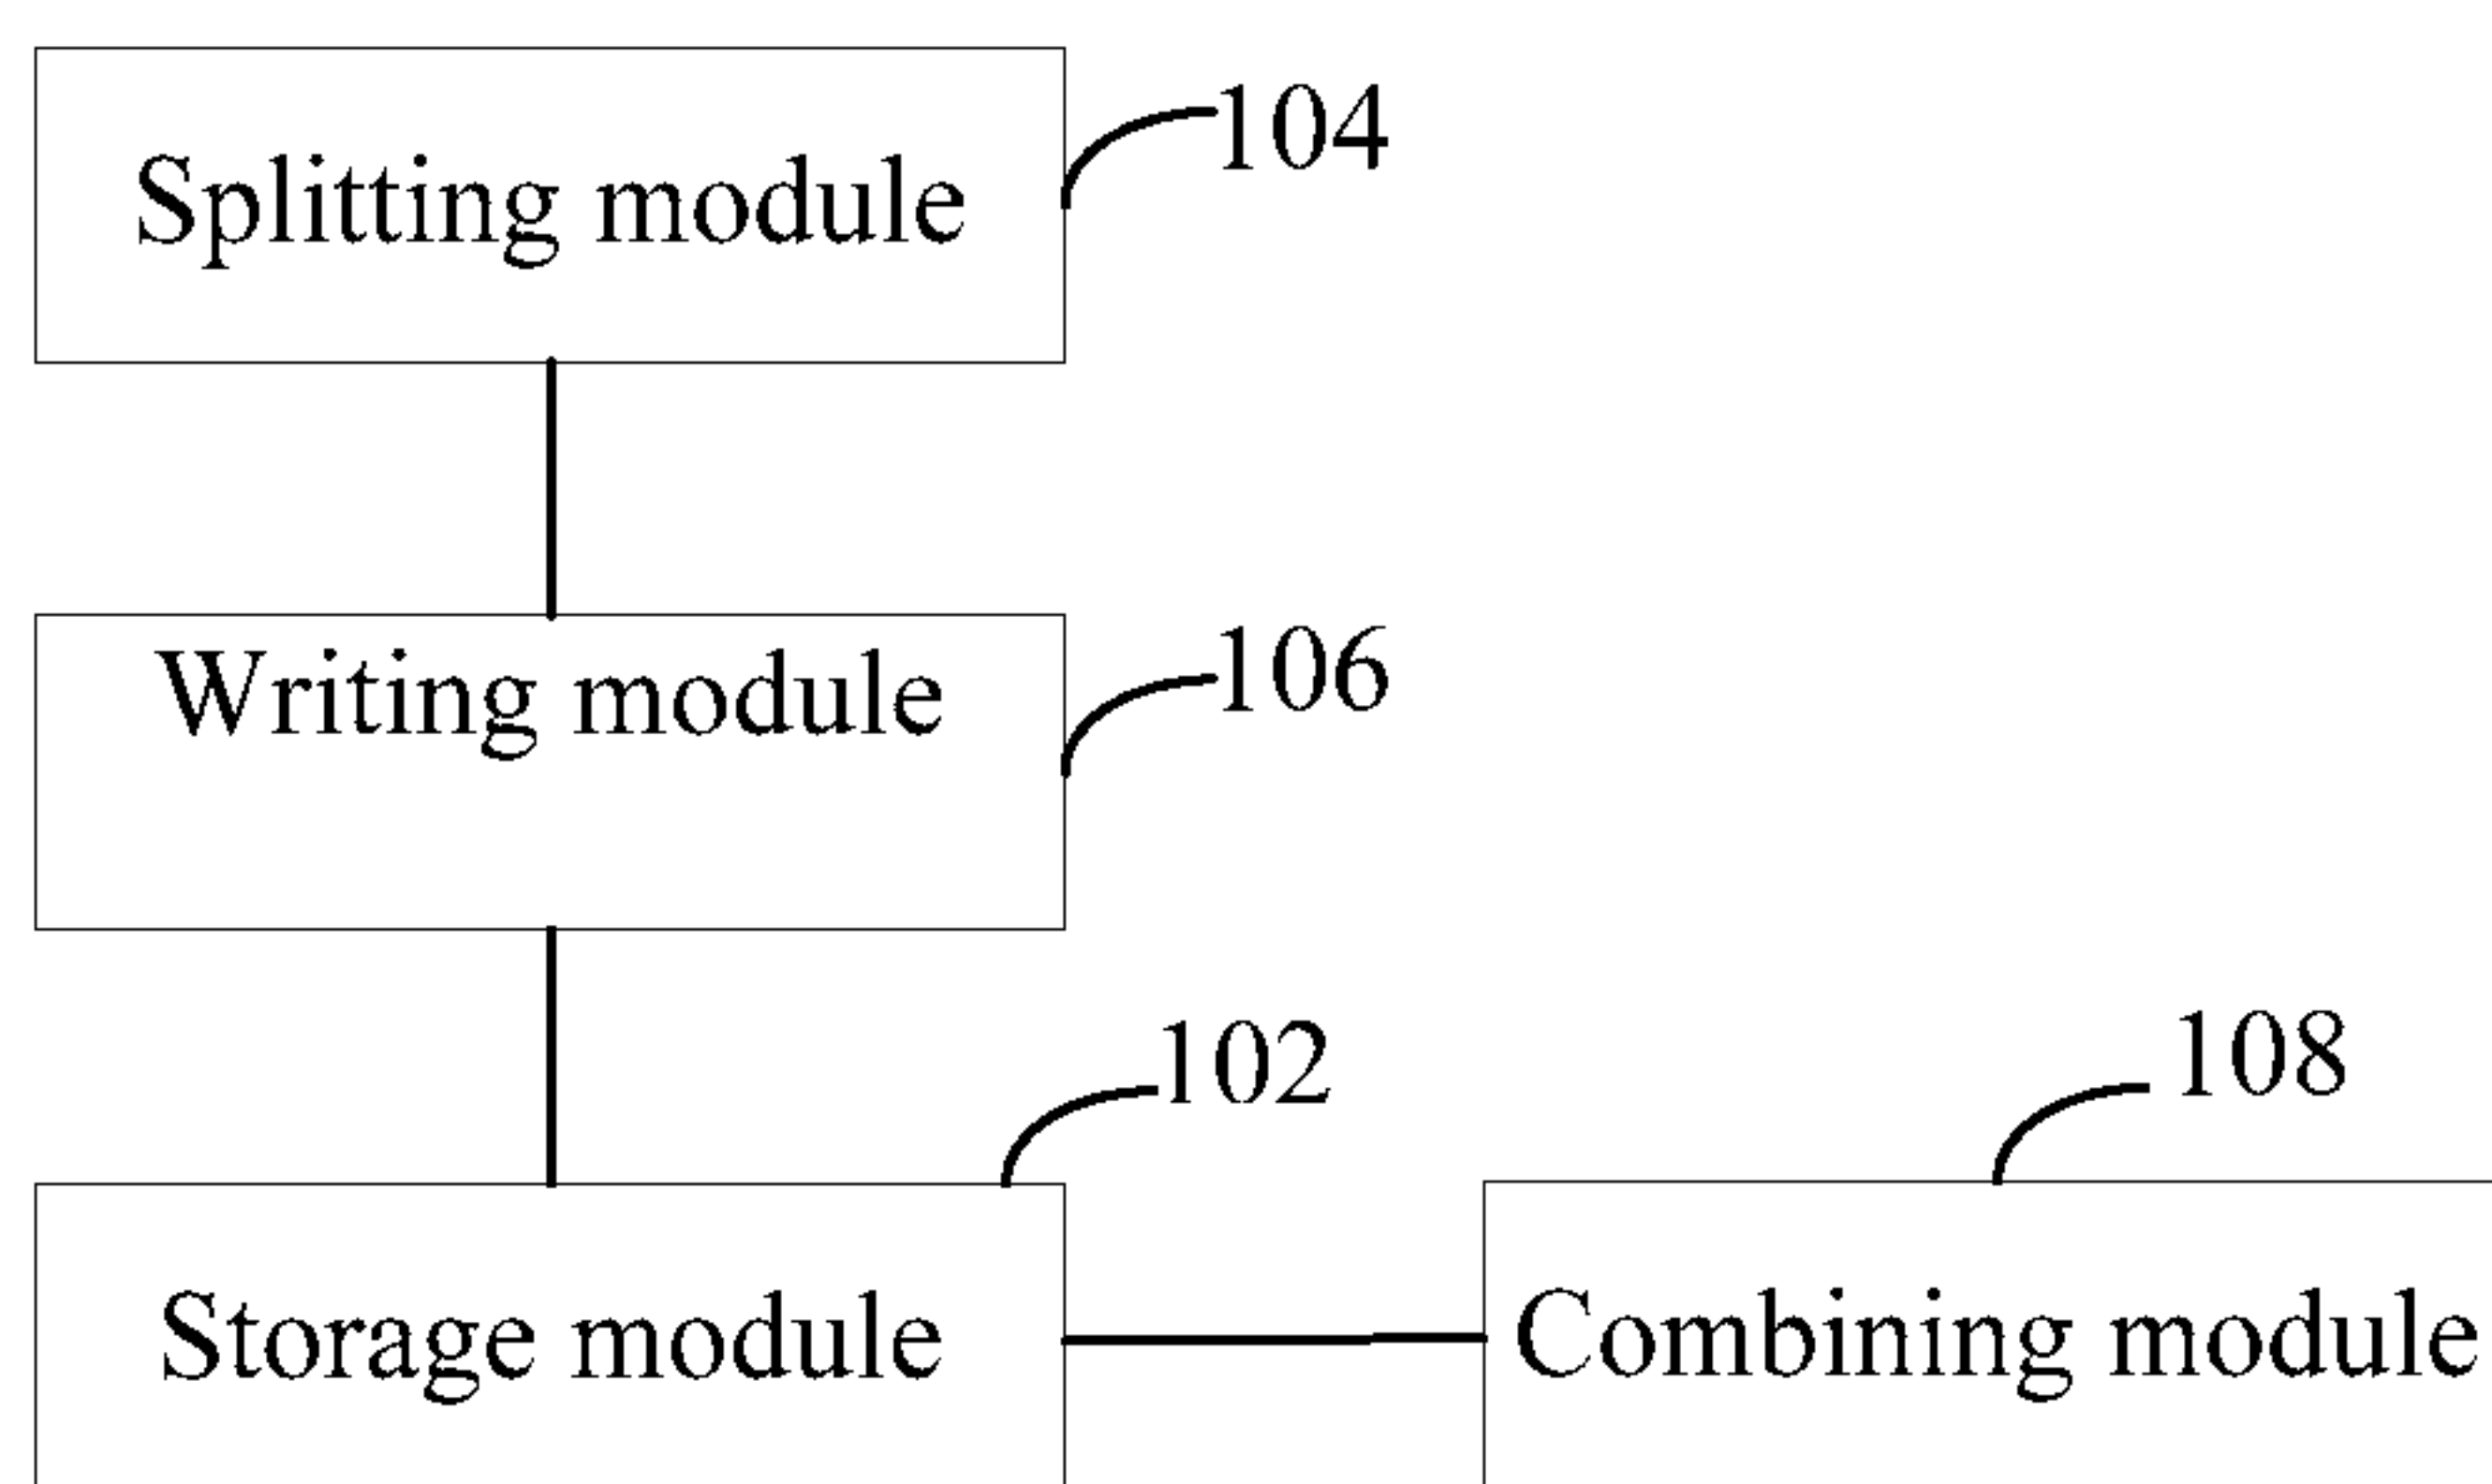 104
Splitting module
106
Writing module
102
108
Storage module
Combining module